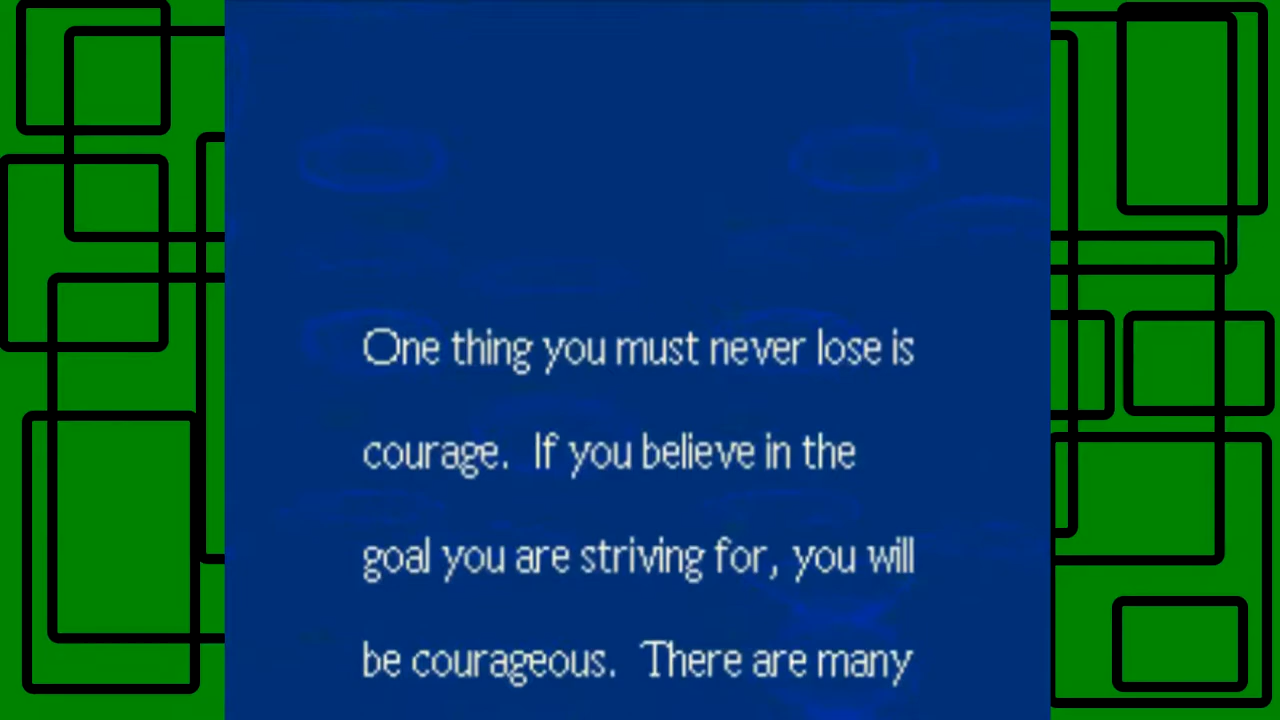 One thing you must never lose is
courage.  If you believe in the
goal you are striving for, you will
be courageous.  There are many